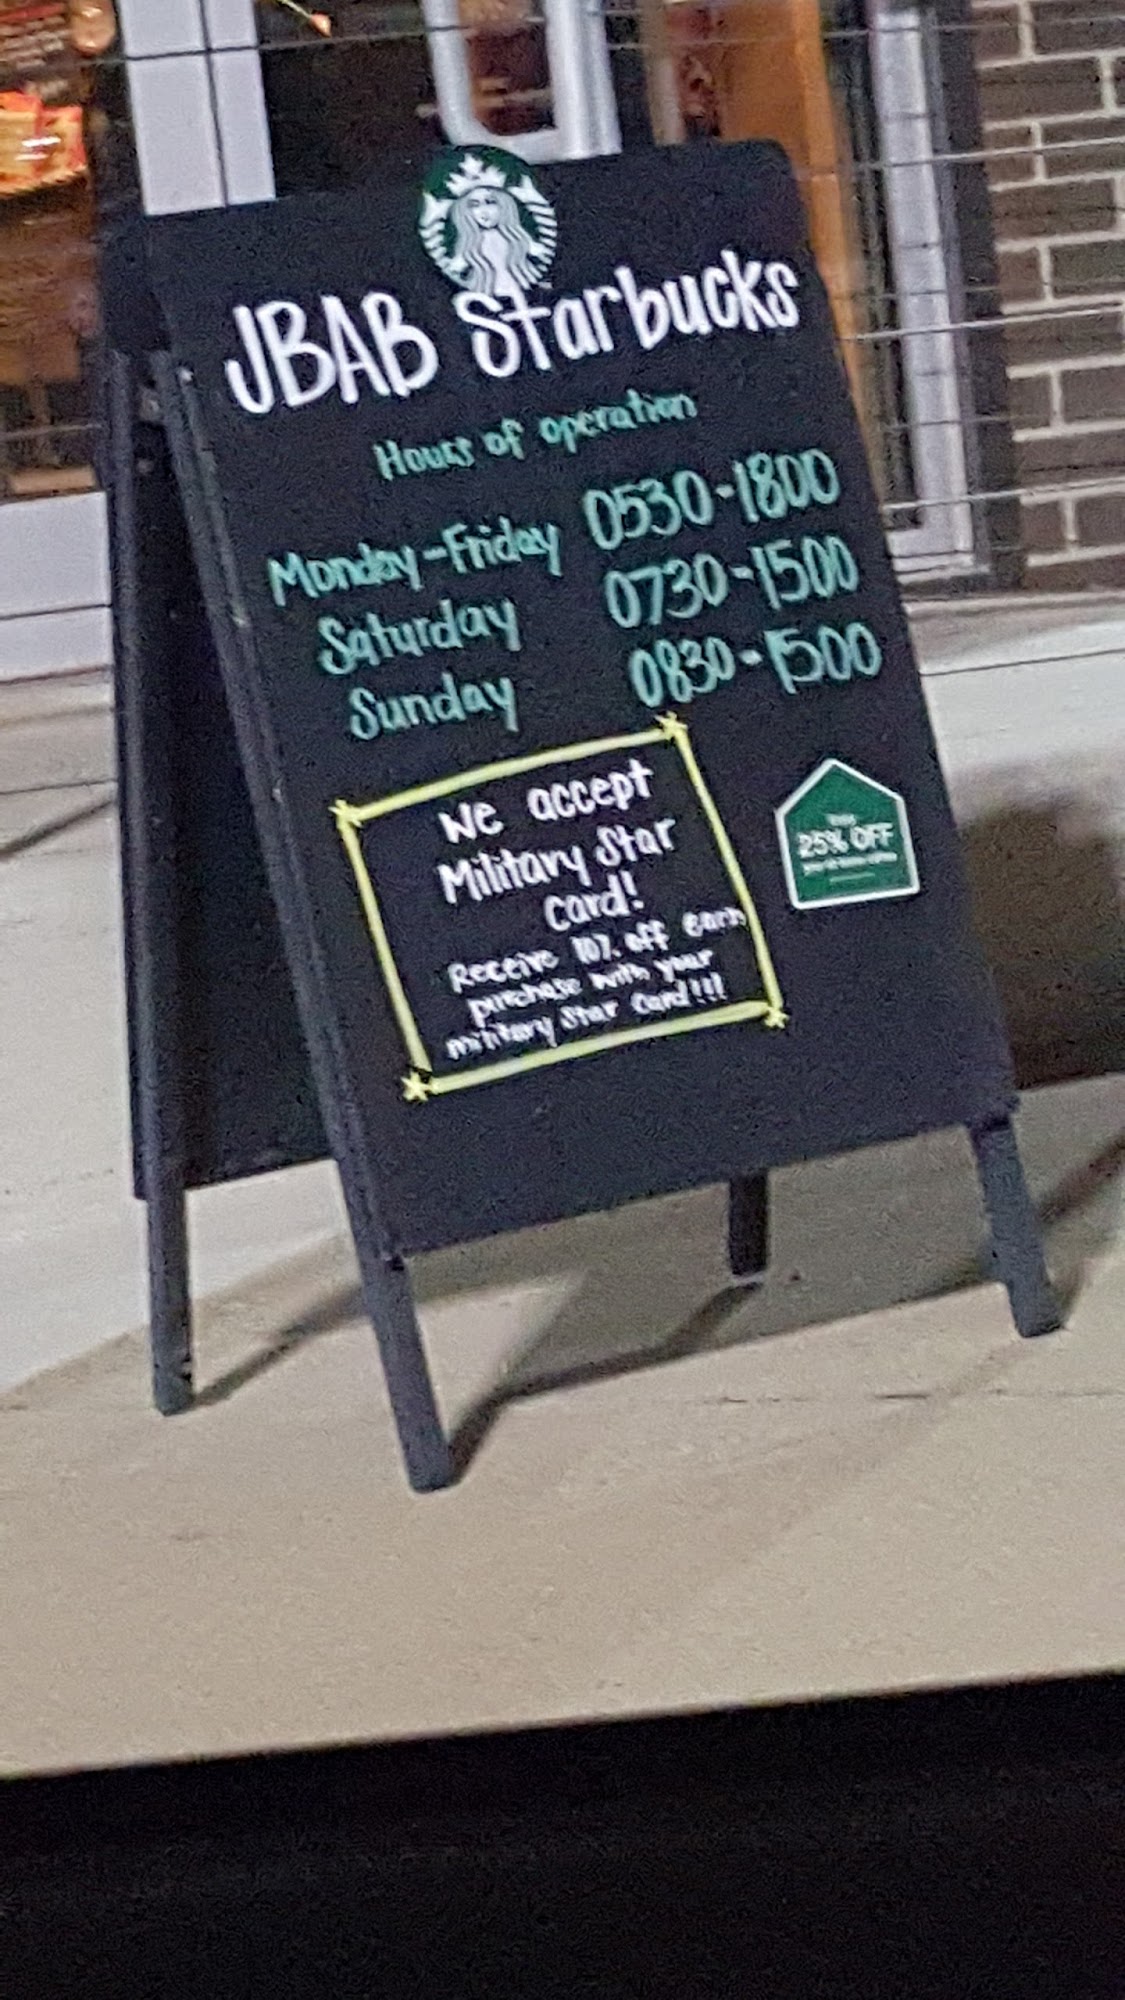 JBAB Starbucks
Hours of operation
Monday-Friday 0530-1800
Saturday 0730-1500
Sunday 0830-1500
We accept
Military Star
Card!
Receive 10% off each
purchase with your
military Star Card!!!
25% OFF